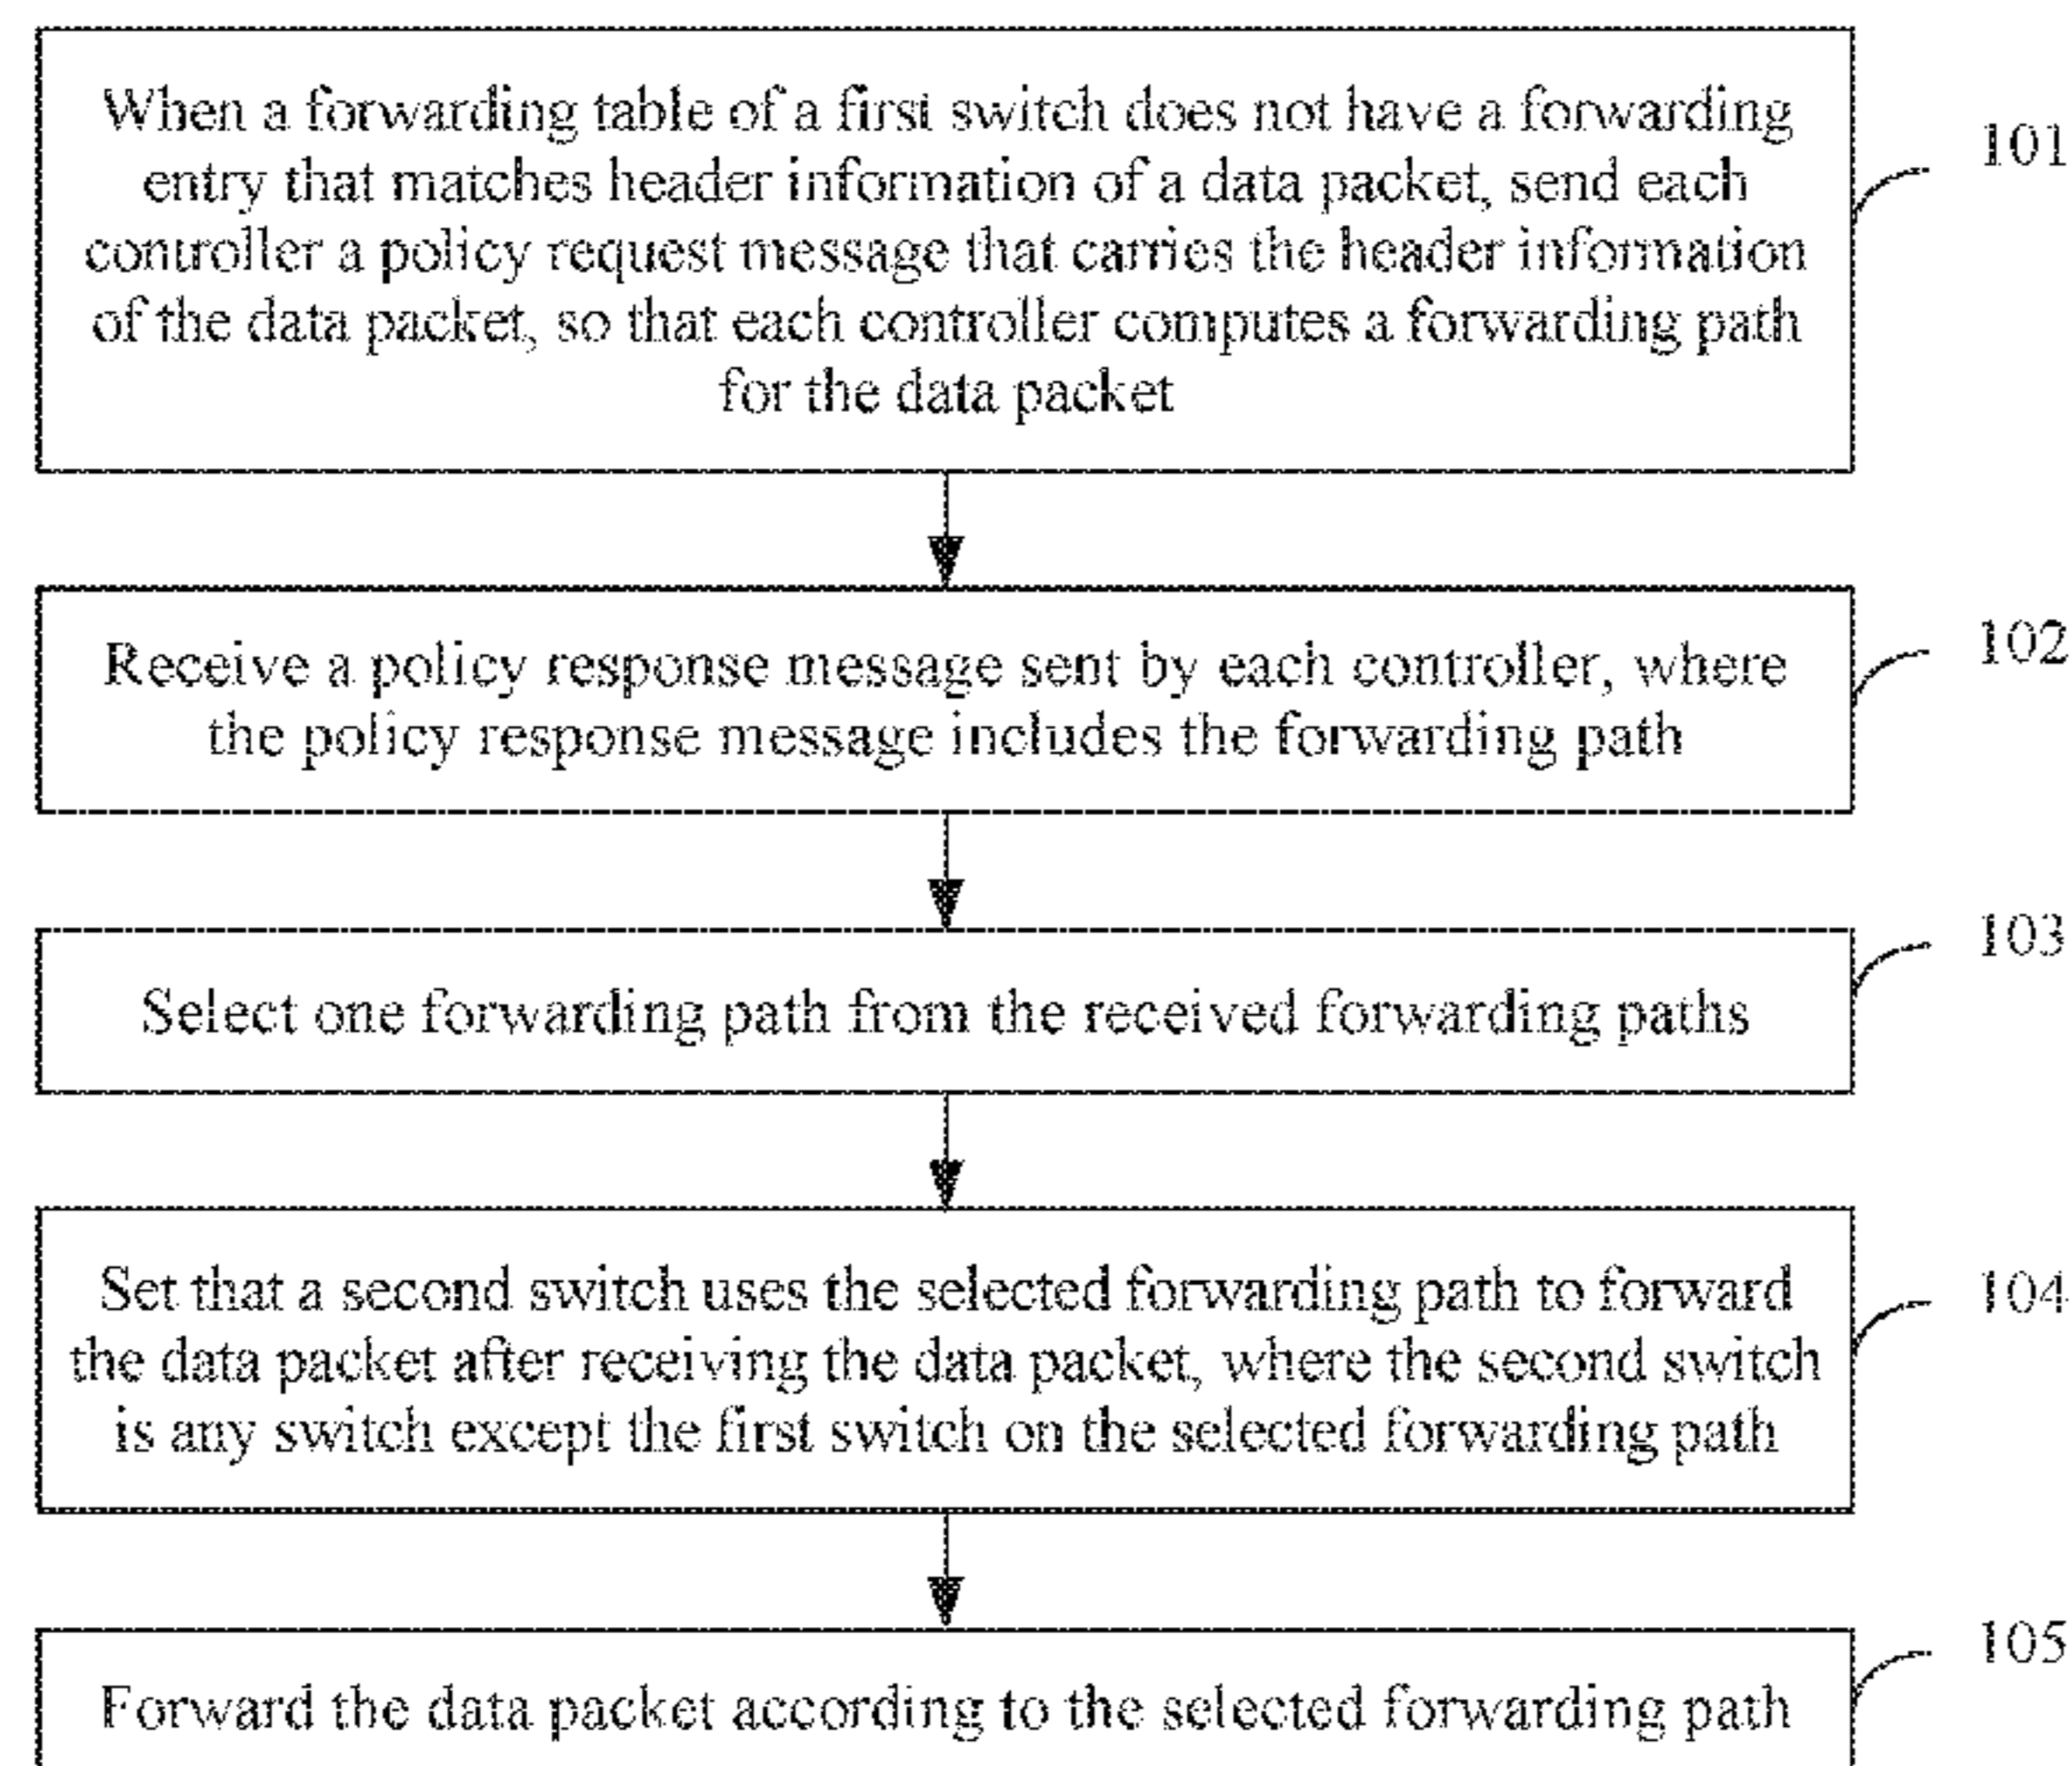 When a forwarding table of a first switch does not have a forwarding
entry that matches header information of a data packet, send each
controller a policy request message that carries the header information
of the data packet, so that each controller computes a forwarding path
for the data packet
101
Receive a policy response message sent by each controller, where
the policy response message includes the forwarding path
102
Select one forwarding path from the received forwarding paths
103
Set that a second switch uses the selected forwarding path to forward
the data packet after receiving the data packet, where the second switch
is any switch except the first switch on the selected forwarding path
104
Forward the data packet according to the selected forwarding path
105